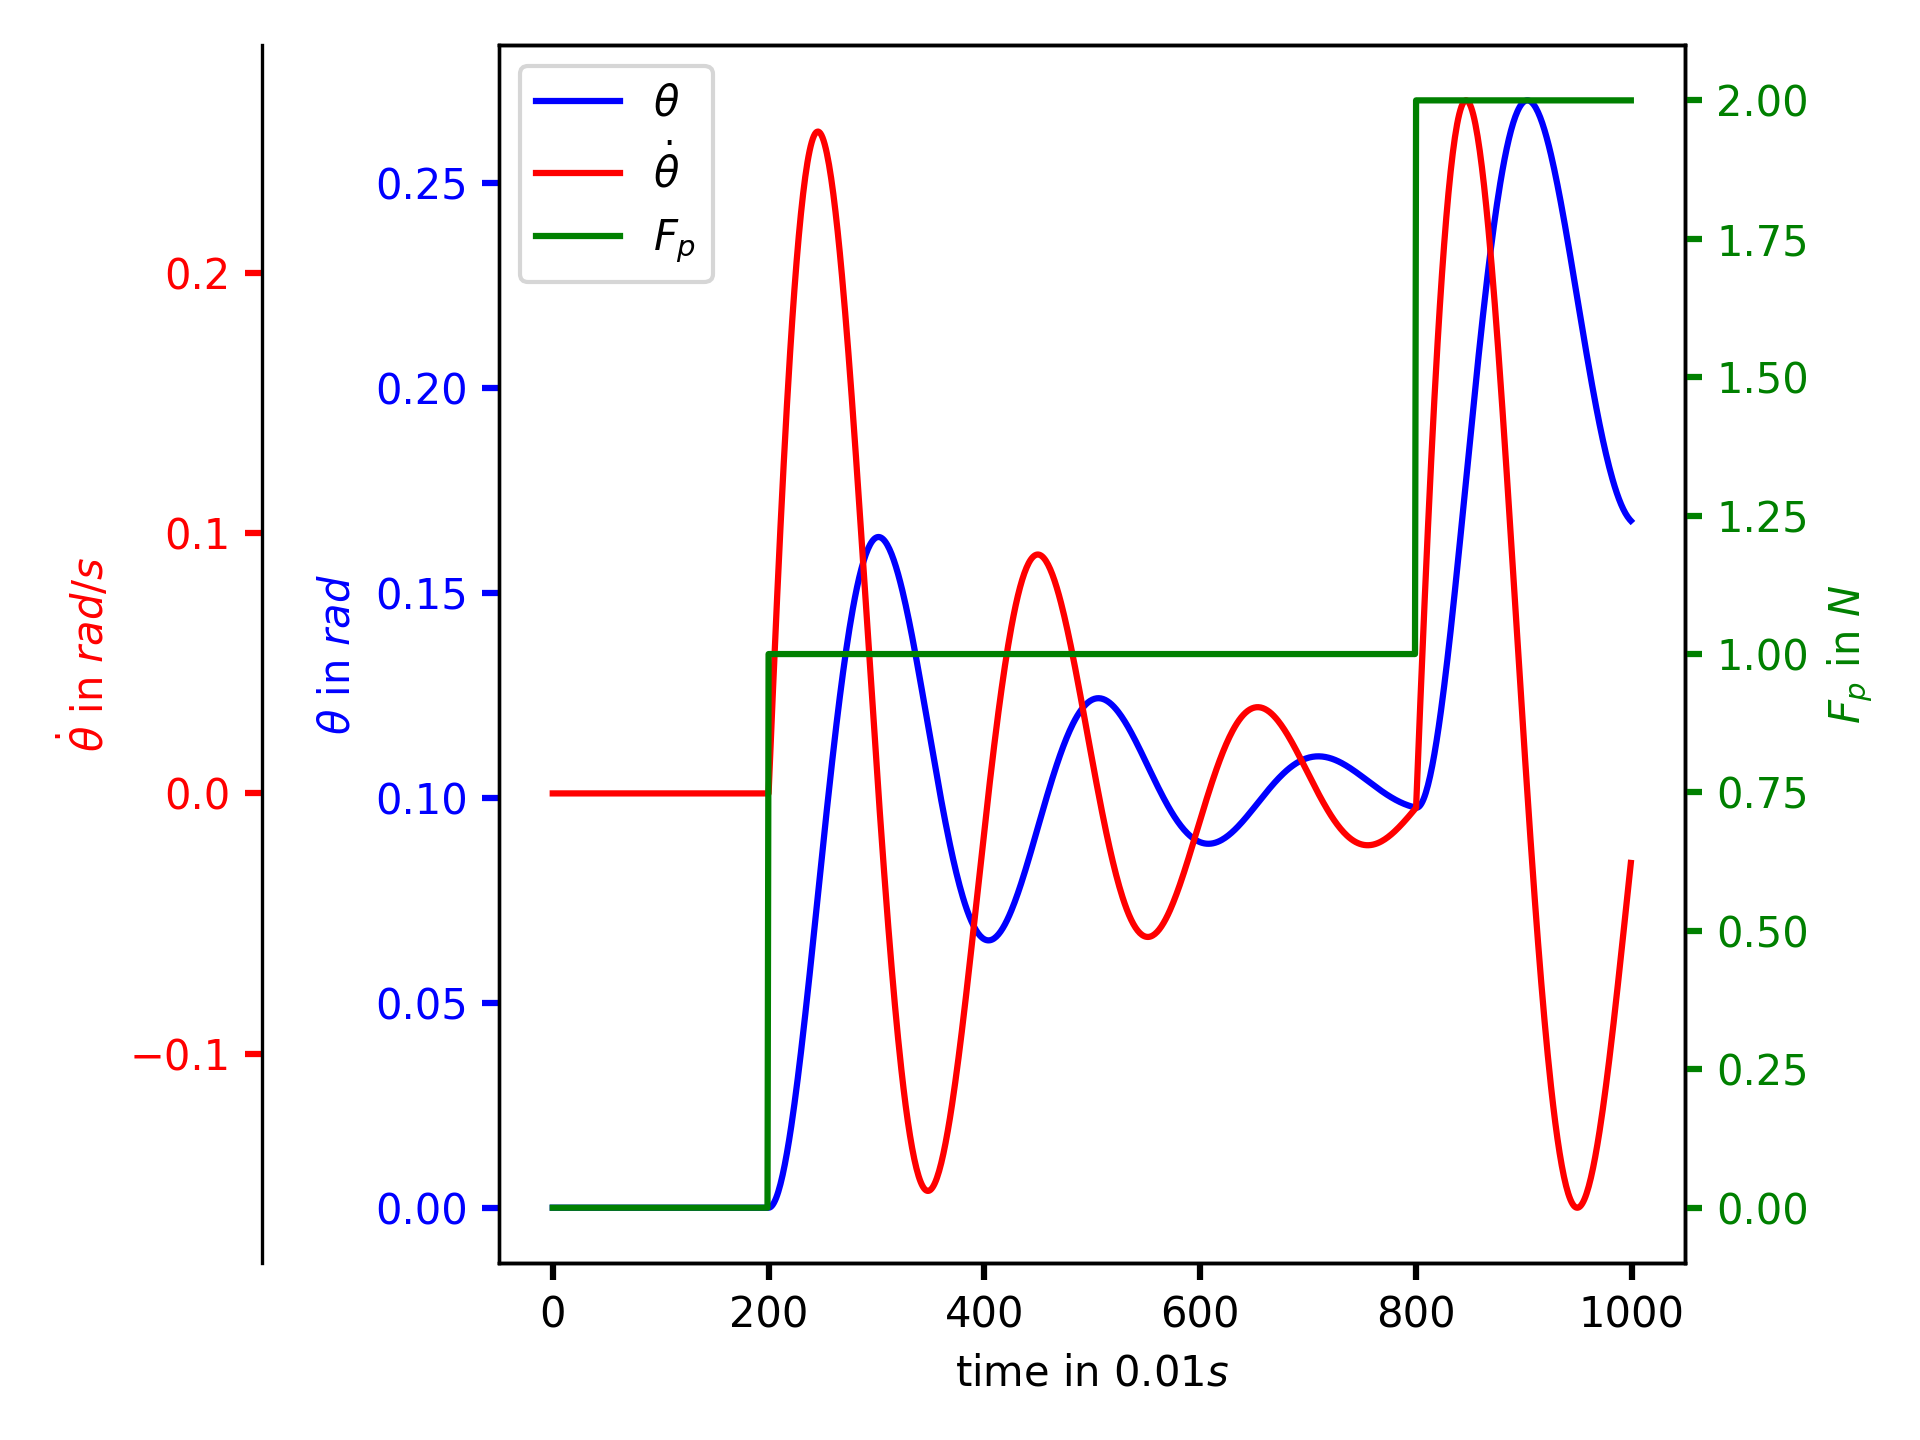 θ
θ̇
F_p
0.2
0.1
0.0
−0.1
θ̇ in rad/s
0.25
0.20
0.15
0.10
0.05
0.00
θ in rad
2.00
1.75
1.50
1.25
1.00
0.75
0.50
0.25
0.00
F_p in N
0 200 400 600 800 1000
time in 0.01s